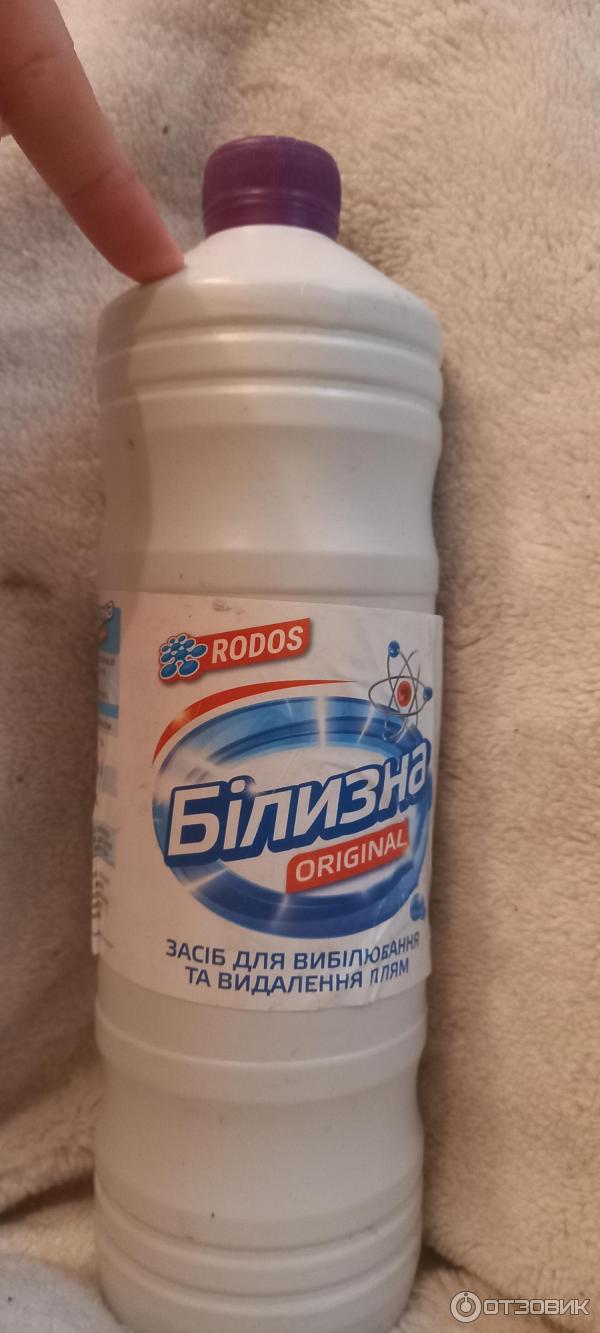 RODOS
Білизна
ORIGINAL
ЗАСІБ ДЛЯ ВИБІЛЮВАННЯ
ТА ВИДАЛЕННЯ ПЛЯМ
ОТЗОВИК